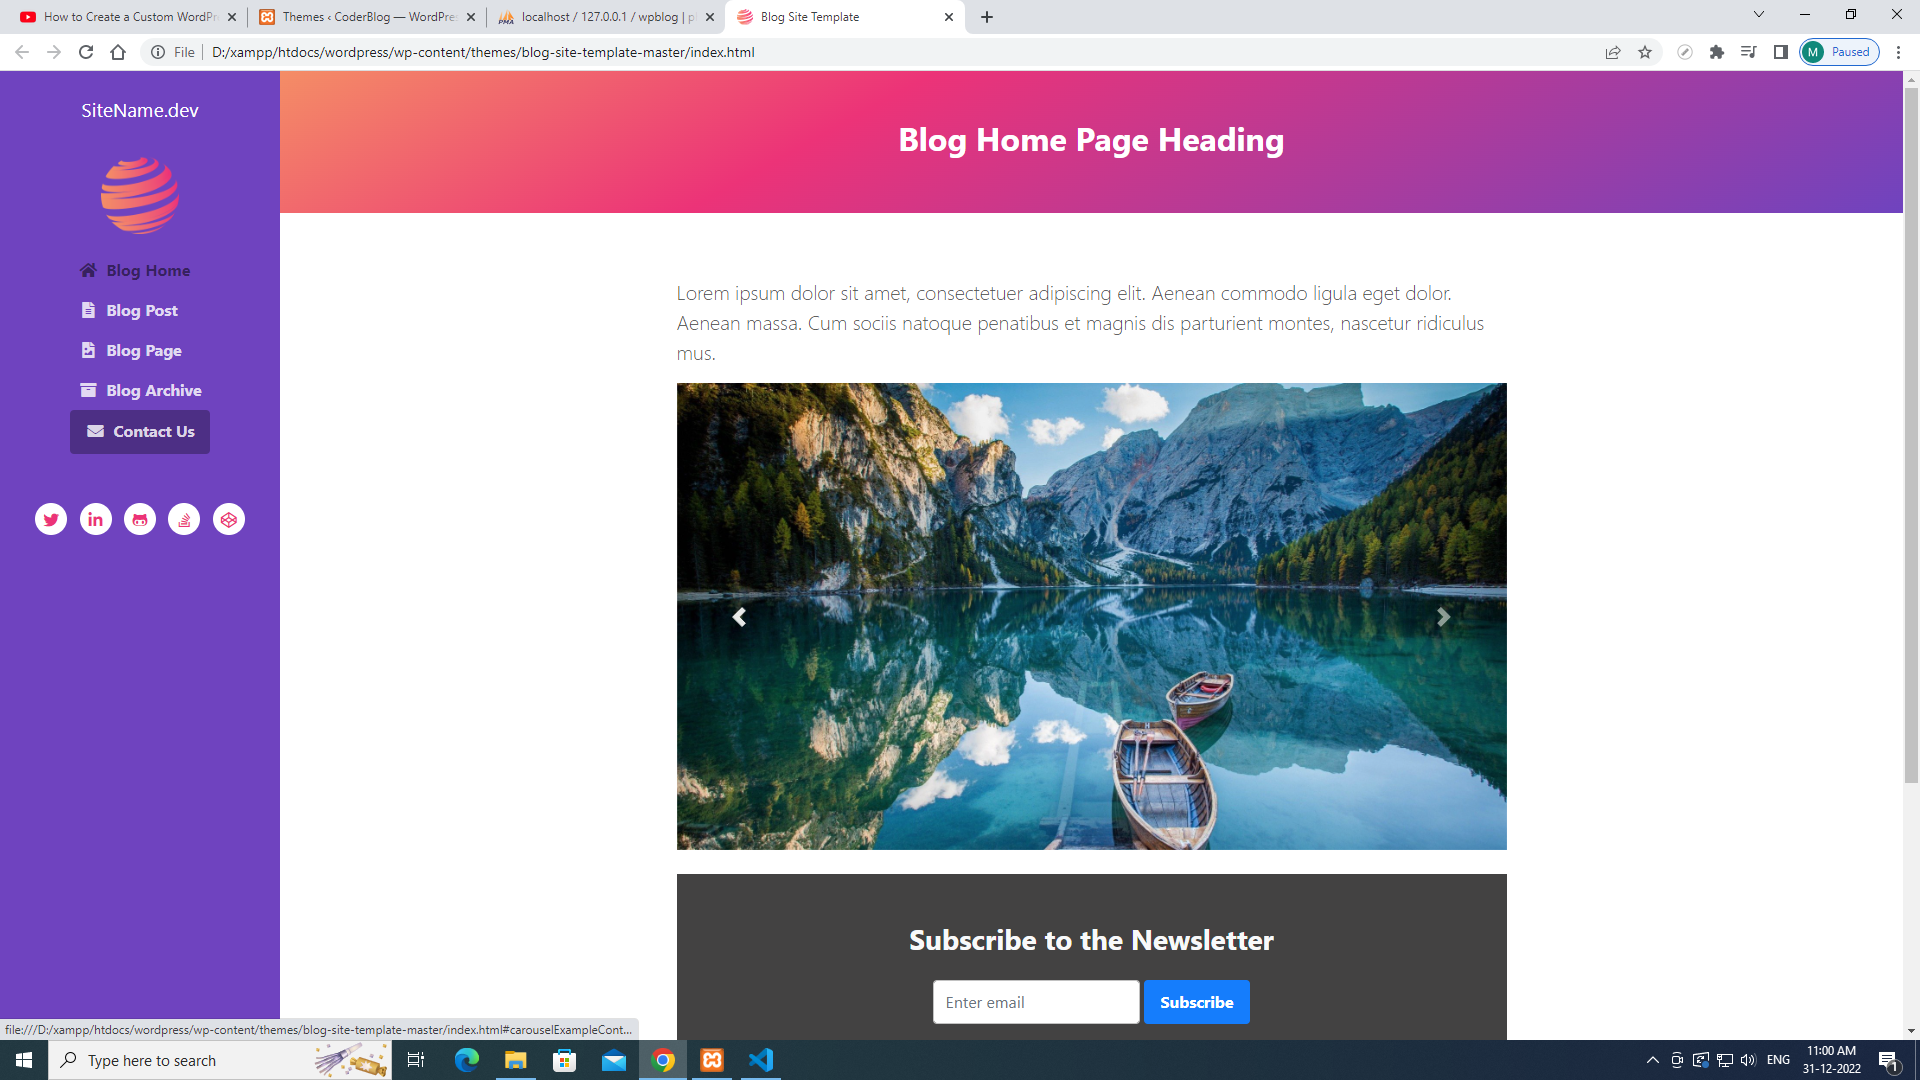 How to Create a Custom WordPr
Themes ‹ CoderBlog — WordPres
localhost / 127.0.0.1 / wpblog | p
Blog Site Template
File
D:/xampp/htdocs/wordpress/wp-content/themes/blog-site-template-master/index.html
M
Paused
SiteName.dev
Blog Home
Blog Post
Blog Page
Blog Archive
Contact Us
Blog Home Page Heading
Lorem ipsum dolor sit amet, consectetuer adipiscing elit. Aenean commodo ligula eget dolor.
Aenean massa. Cum sociis natoque penatibus et magnis dis parturient montes, nascetur ridiculus
mus.
Subscribe to the Newsletter
Enter email
Subscribe
file:///D:/xampp/htdocs/wordpress/wp-content/themes/blog-site-template-master/index.html#carouselExampleCont...
Type here to search
ENG
11:00 AM
31-12-2022
1